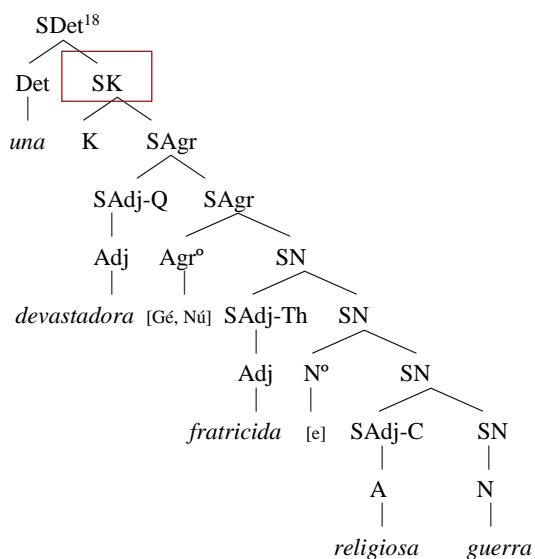 SDet18
Det SK
una K SAgr
SAdj-Q SAgr
Adj Agrº SN
devastadora [Gé, Nú] SAdj-Th SN
Adj Nº SN
fratricida [e] SAdj-C SN
A N
religiosa guerra